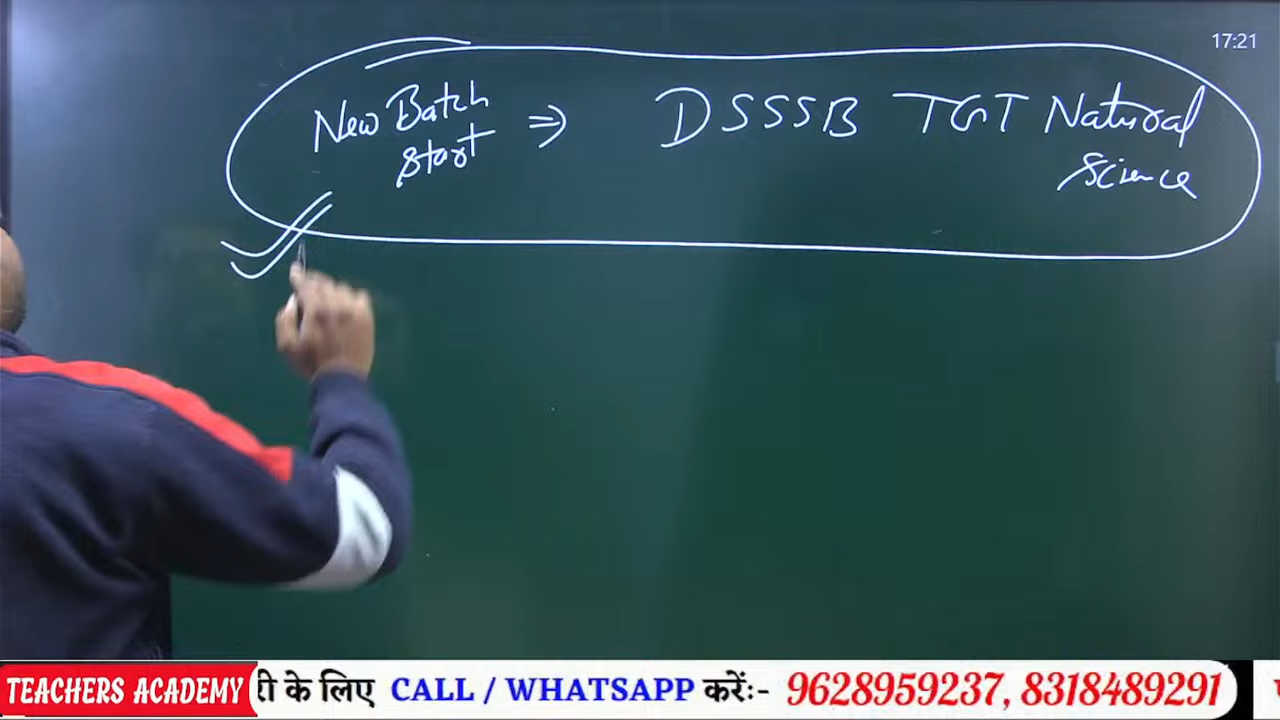 17:21
New Batch start ⇒ DSSSB TGT Natural Science
TEACHERS ACADEMY री के लिए CALL / WHATSAPP करें:- 9628959237, 8318489291